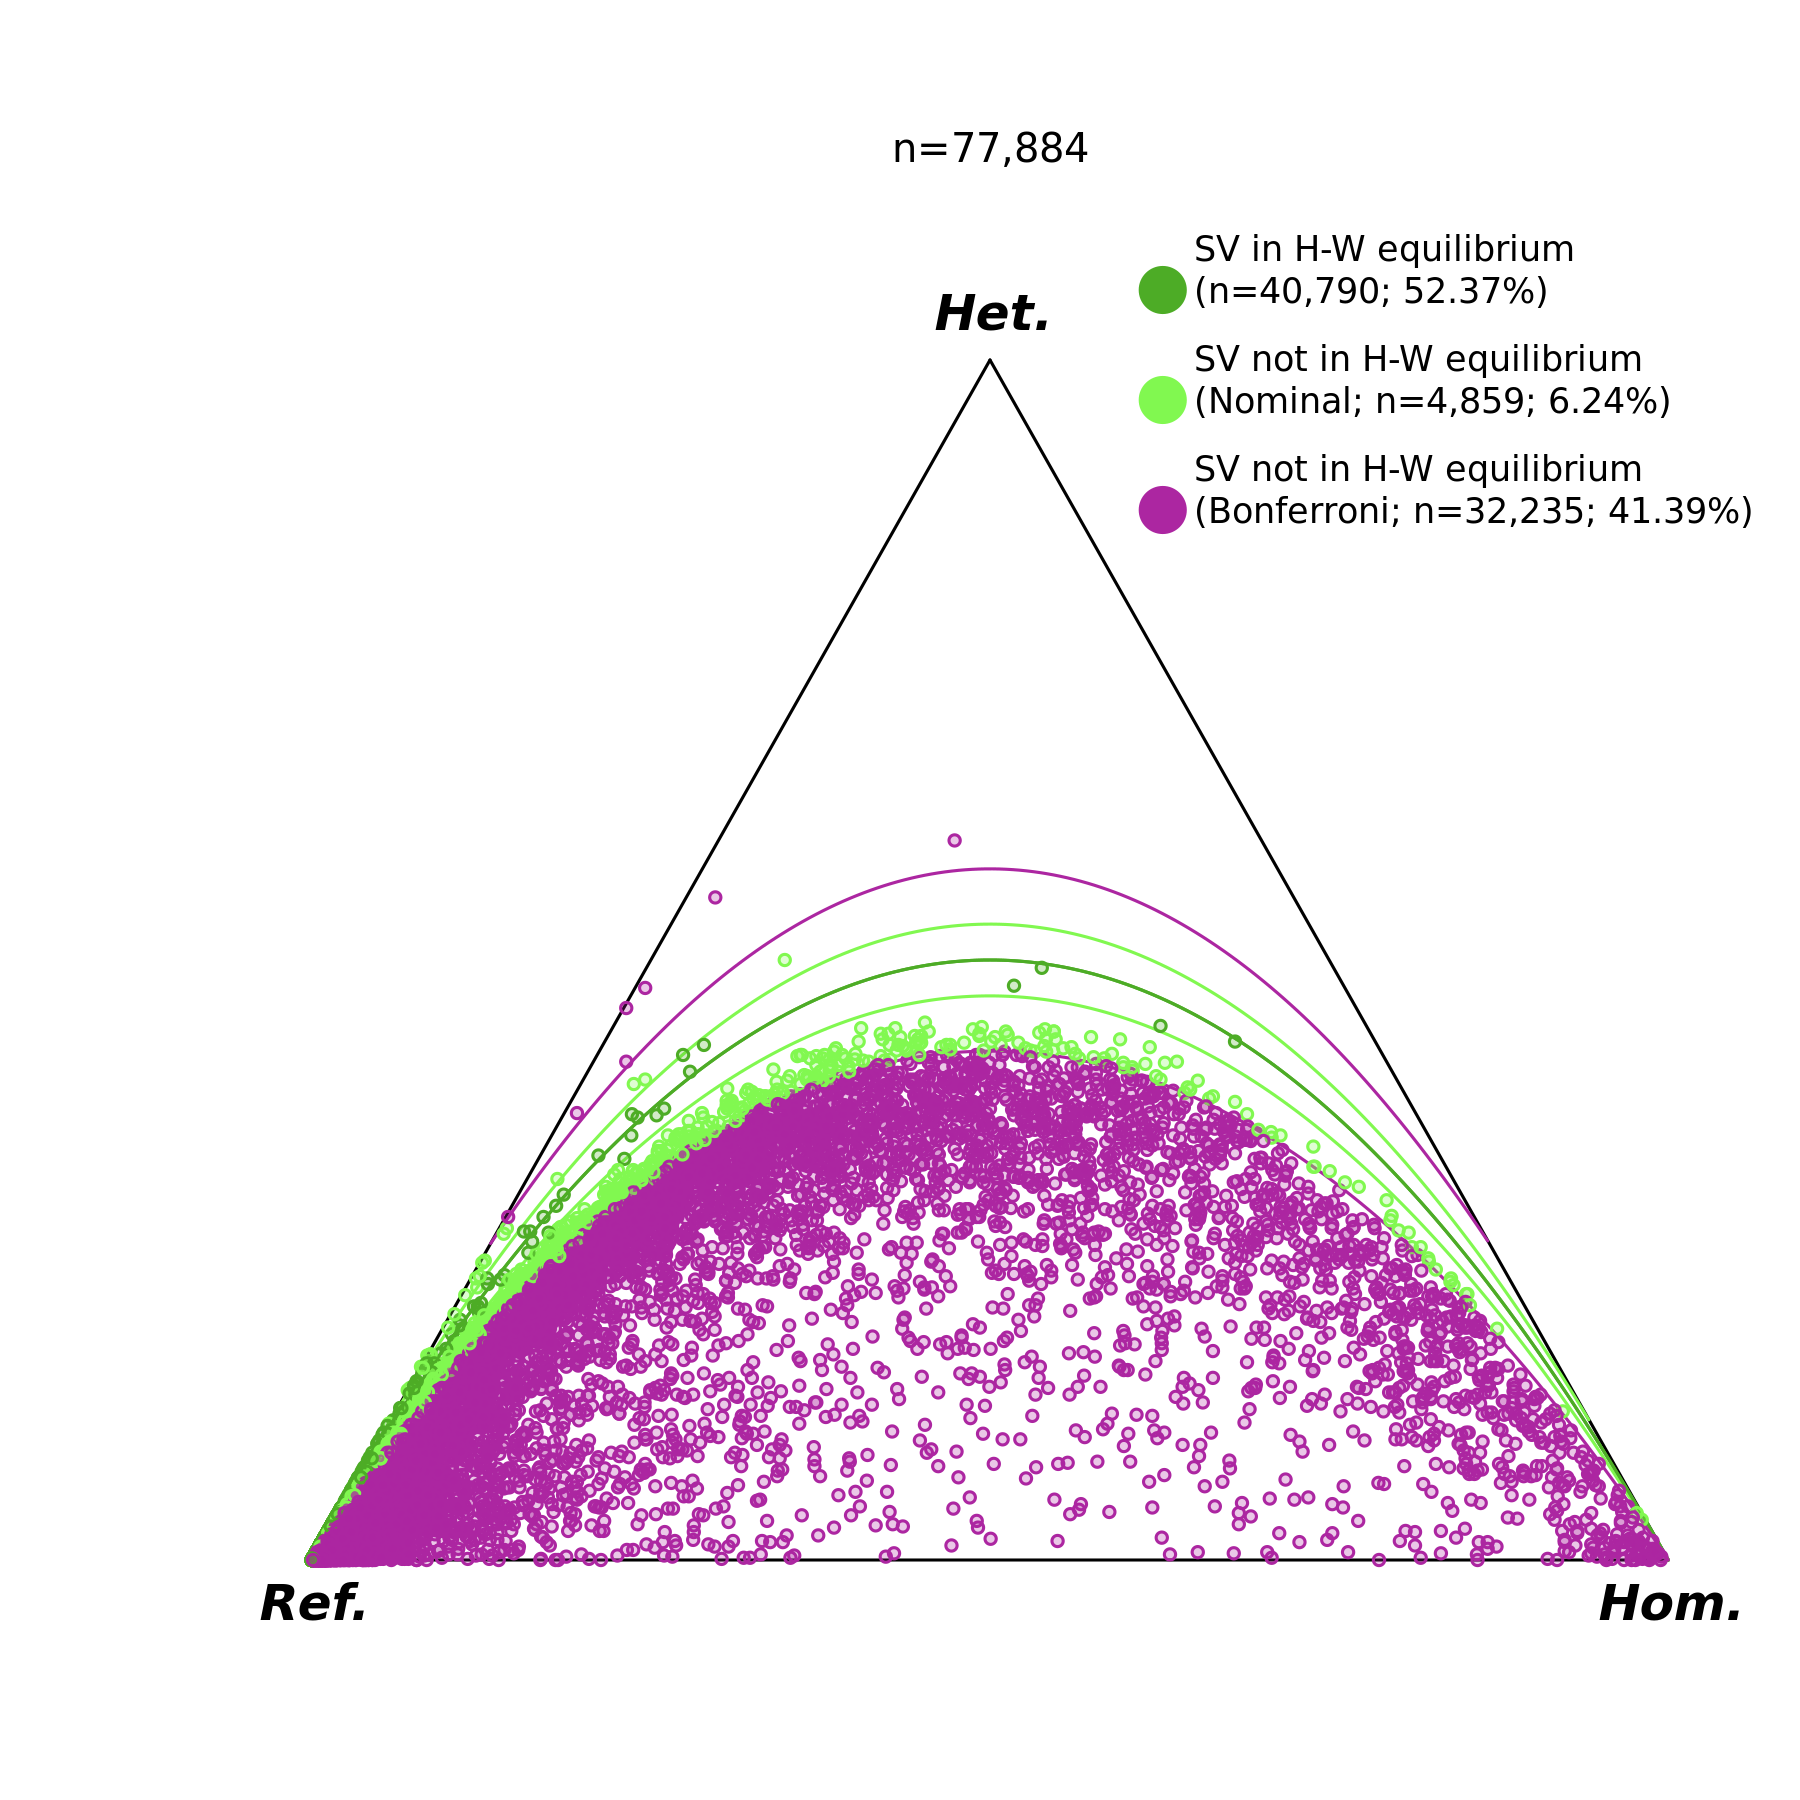 n=77,884
Het.
SV in H-W equilibrium
(n=40,790; 52.37%)
SV not in H-W equilibrium
(Nominal; n=4,859; 6.24%)
SV not in H-W equilibrium
(Bonferroni; n=32,235; 41.39%)
Ref.
Hom.